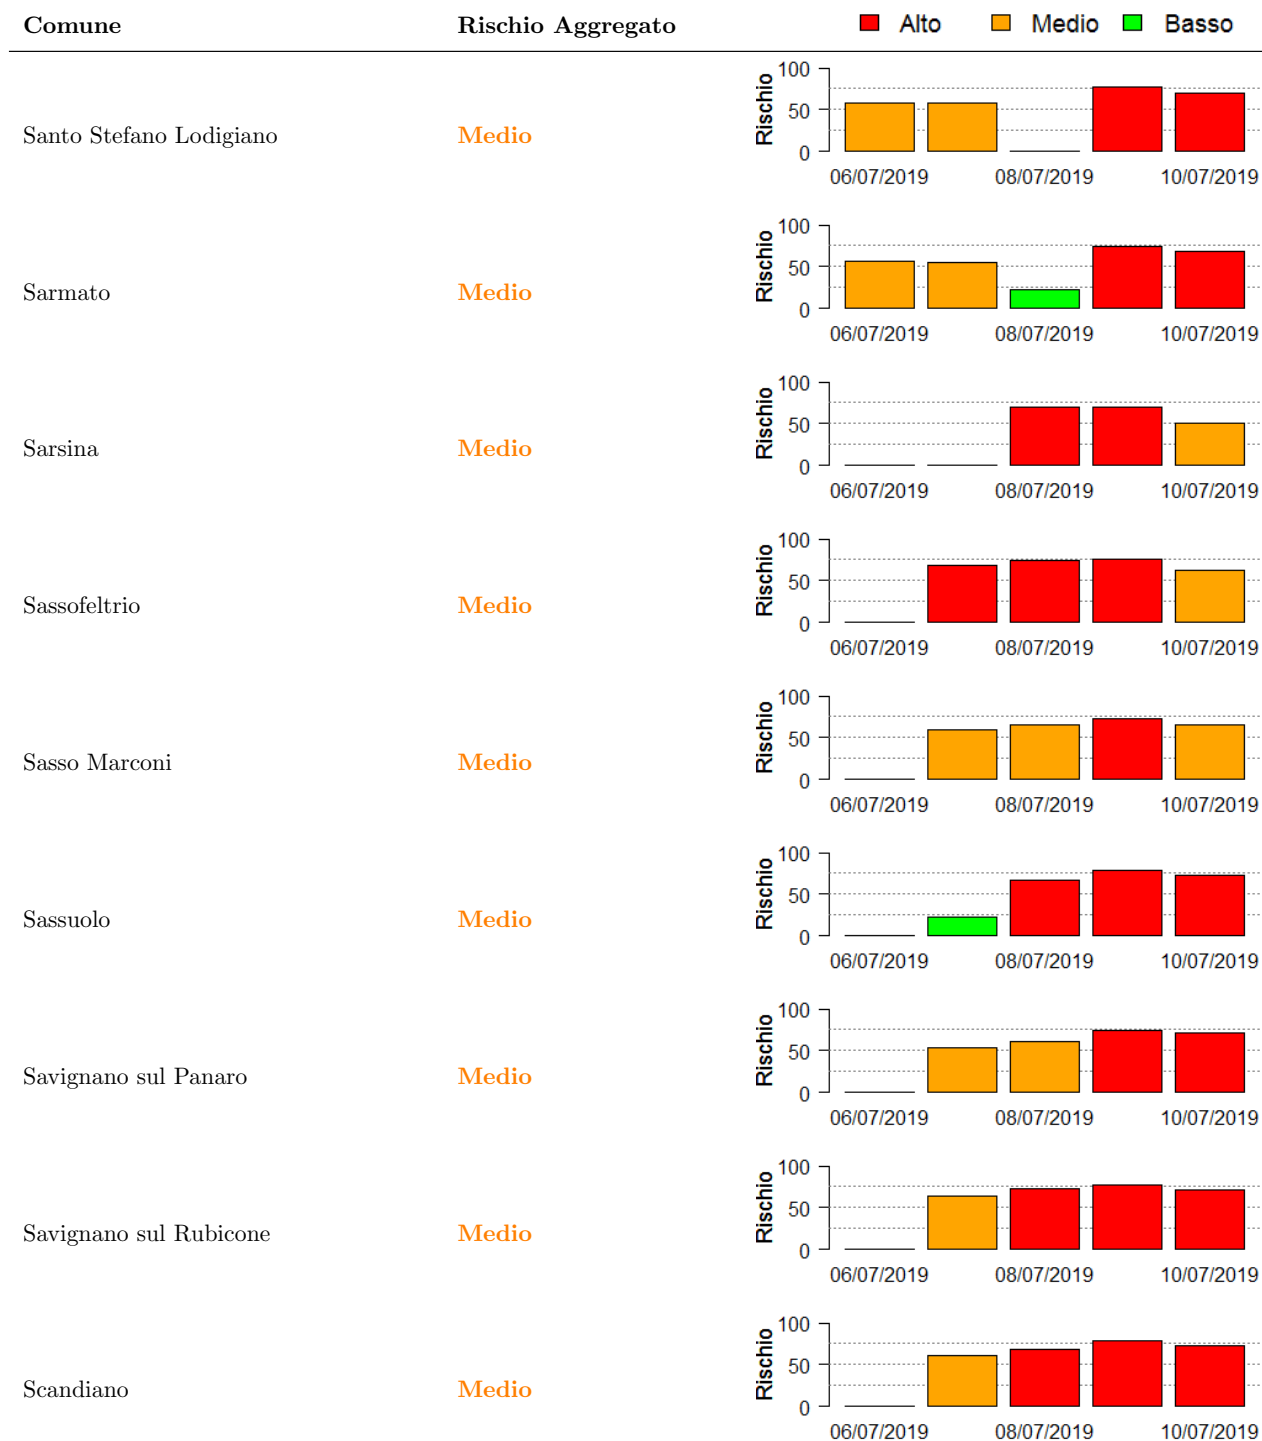 Comune Rischio Aggregato Alto Medio Basso
100
50
0
Rischio
Santo Stefano Lodigiano Medio
06/07/2019 08/07/2019 10/07/2019
100
50
0
Rischio
Sarmato Medio
06/07/2019 08/07/2019 10/07/2019
100
50
0
Rischio
Sarsina Medio
06/07/2019 08/07/2019 10/07/2019
100
50
0
Rischio
Sassofeltrio Medio
06/07/2019 08/07/2019 10/07/2019
100
50
0
Rischio
Sasso Marconi Medio
06/07/2019 08/07/2019 10/07/2019
100
50
0
Rischio
Sassuolo Medio
06/07/2019 08/07/2019 10/07/2019
100
50
0
Rischio
Savignano sul Panaro Medio
06/07/2019 08/07/2019 10/07/2019
100
50
0
Rischio
Savignano sul Rubicone Medio
06/07/2019 08/07/2019 10/07/2019
100
50
0
Rischio
Scandiano Medio
06/07/2019 08/07/2019 10/07/2019